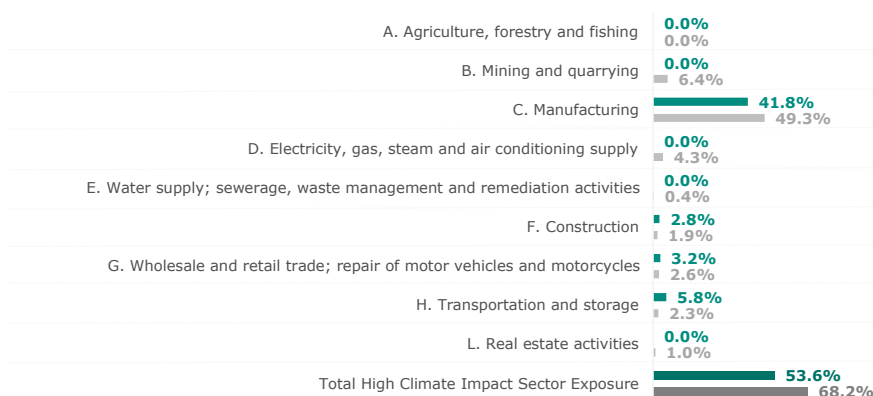 A. Agriculture, forestry and fishing
0.0%
0.0%
B. Mining and quarrying
0.0%
6.4%
C. Manufacturing
41.8%
49.3%
D. Electricity, gas, steam and air conditioning supply
0.0%
4.3%
E. Water supply; sewerage, waste management and remediation activities
0.0%
0.4%
F. Construction
2.8%
1.9%
G. Wholesale and retail trade; repair of motor vehicles and motorcycles
3.2%
2.6%
H. Transportation and storage
5.8%
2.3%
L. Real estate activities
0.0%
1.0%
Total High Climate Impact Sector Exposure
53.6%
68.2%